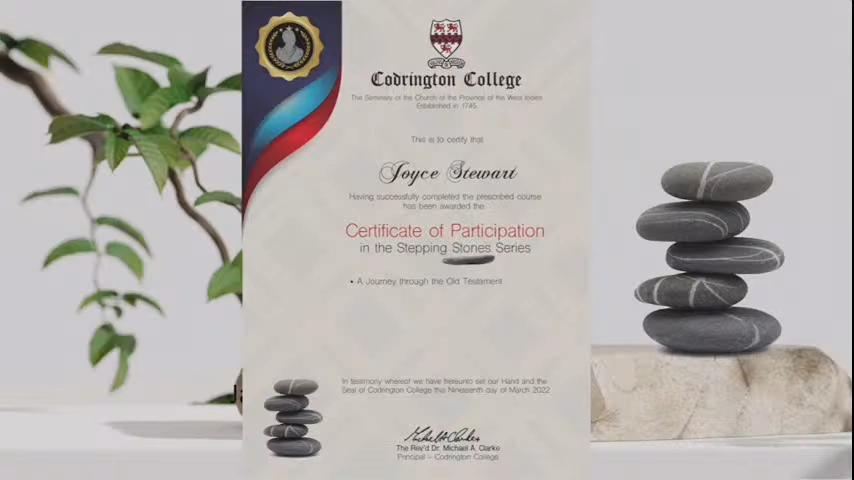 Codrington College
The Seminary of the Church of the Province of the West Indies
Established in 1745
This is to certify that
Joyce Stewart
Having successfully completed the prescribed course
has been awarded the
Certificate of Participation
in the Stepping Stones Series
• A Journey through the Old Testament
In testimony whereof we have hereunto set our Hand and the
Seal of Codrington College this Nineteenth day of March 2022
The Rev'd Dr. Michael A. Clarke
Principal – Codrington College